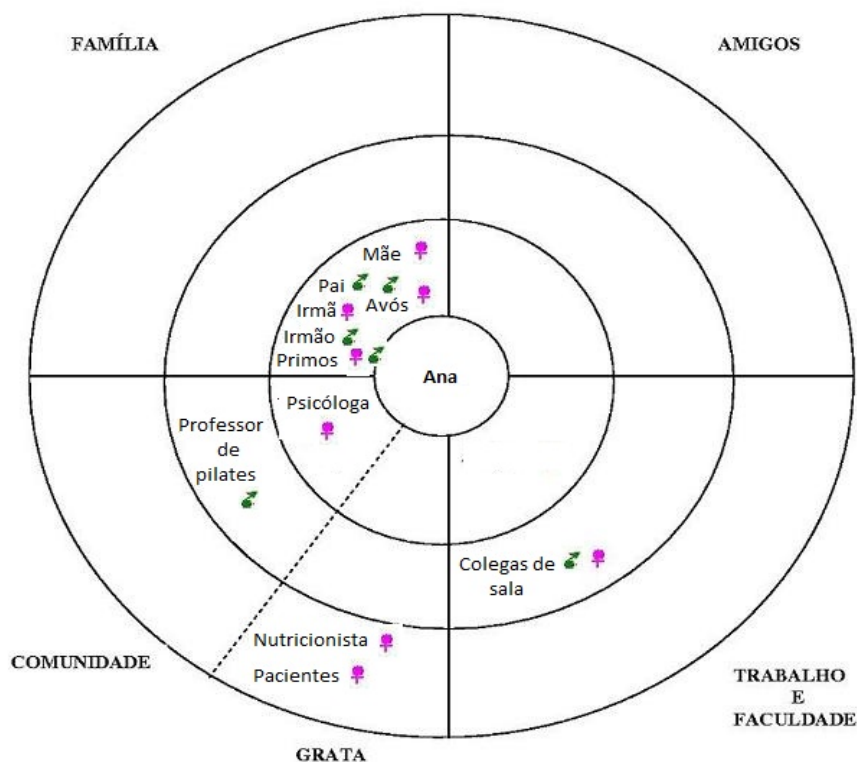 FAMÍLIA
AMIGOS
Mãe
Pai
Avós
Irmã
Irmão
Primos
Ana
Psicóloga
Professor
de
pilates
Colegas de
sala
Nutricionista
Pacientes
COMUNIDADE
TRABALHO
E
FACULDADE
GRATA